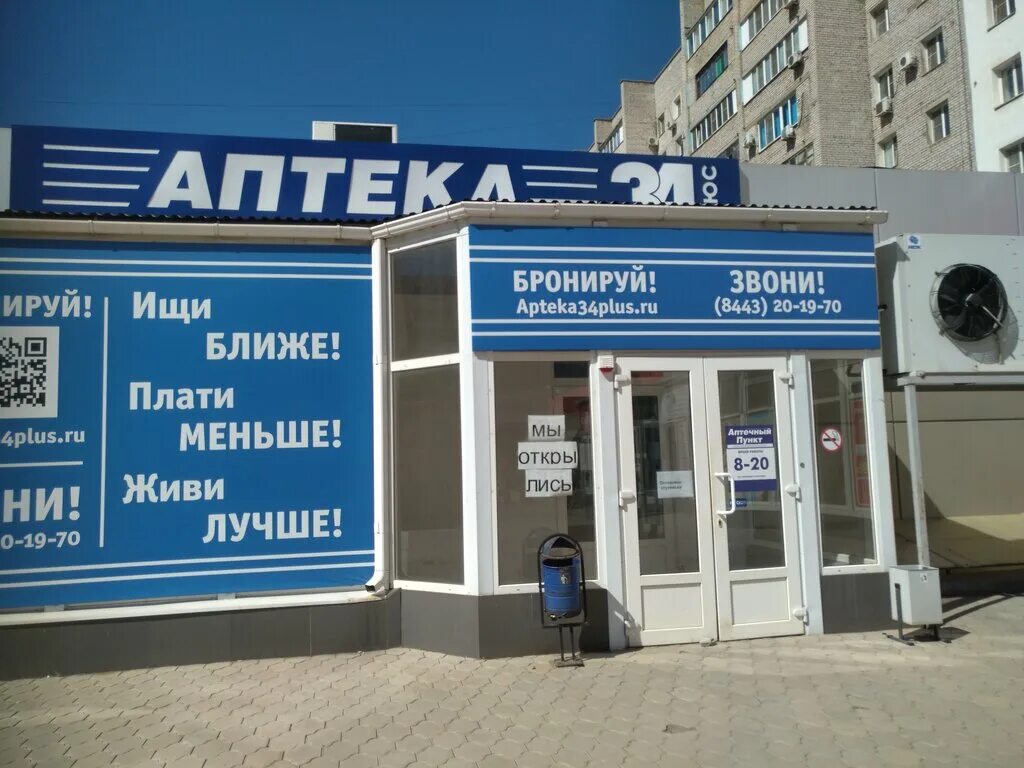 АПТЕКА 34
ЮС
ИРУЙ!
4plus.ru
НИ!
0-19-70
Ищи
БЛИЖЕ!
Плати
МЕНЬШЕ!
Живи
ЛУЧШЕ!
БРОНИРУЙ!
Apteka34plus.ru
ЗВОНИ!
(8443) 20-19-70
МЫ
ОТКРЫ
ЛИСЬ
Аптечный
Пункт
8-20